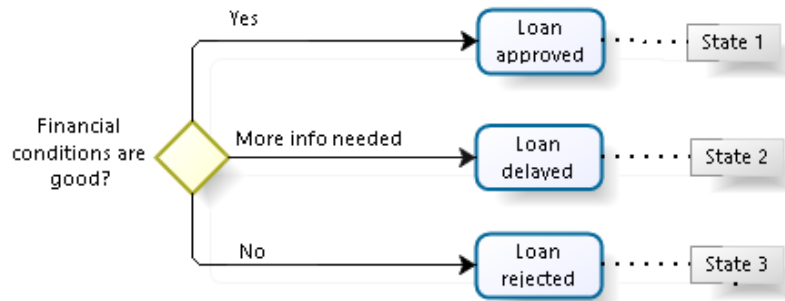 Yes
Loan
approved
State 1
Financial
conditions are
good?
More info needed
Loan
delayed
State 2
No
Loan
rejected
State 3